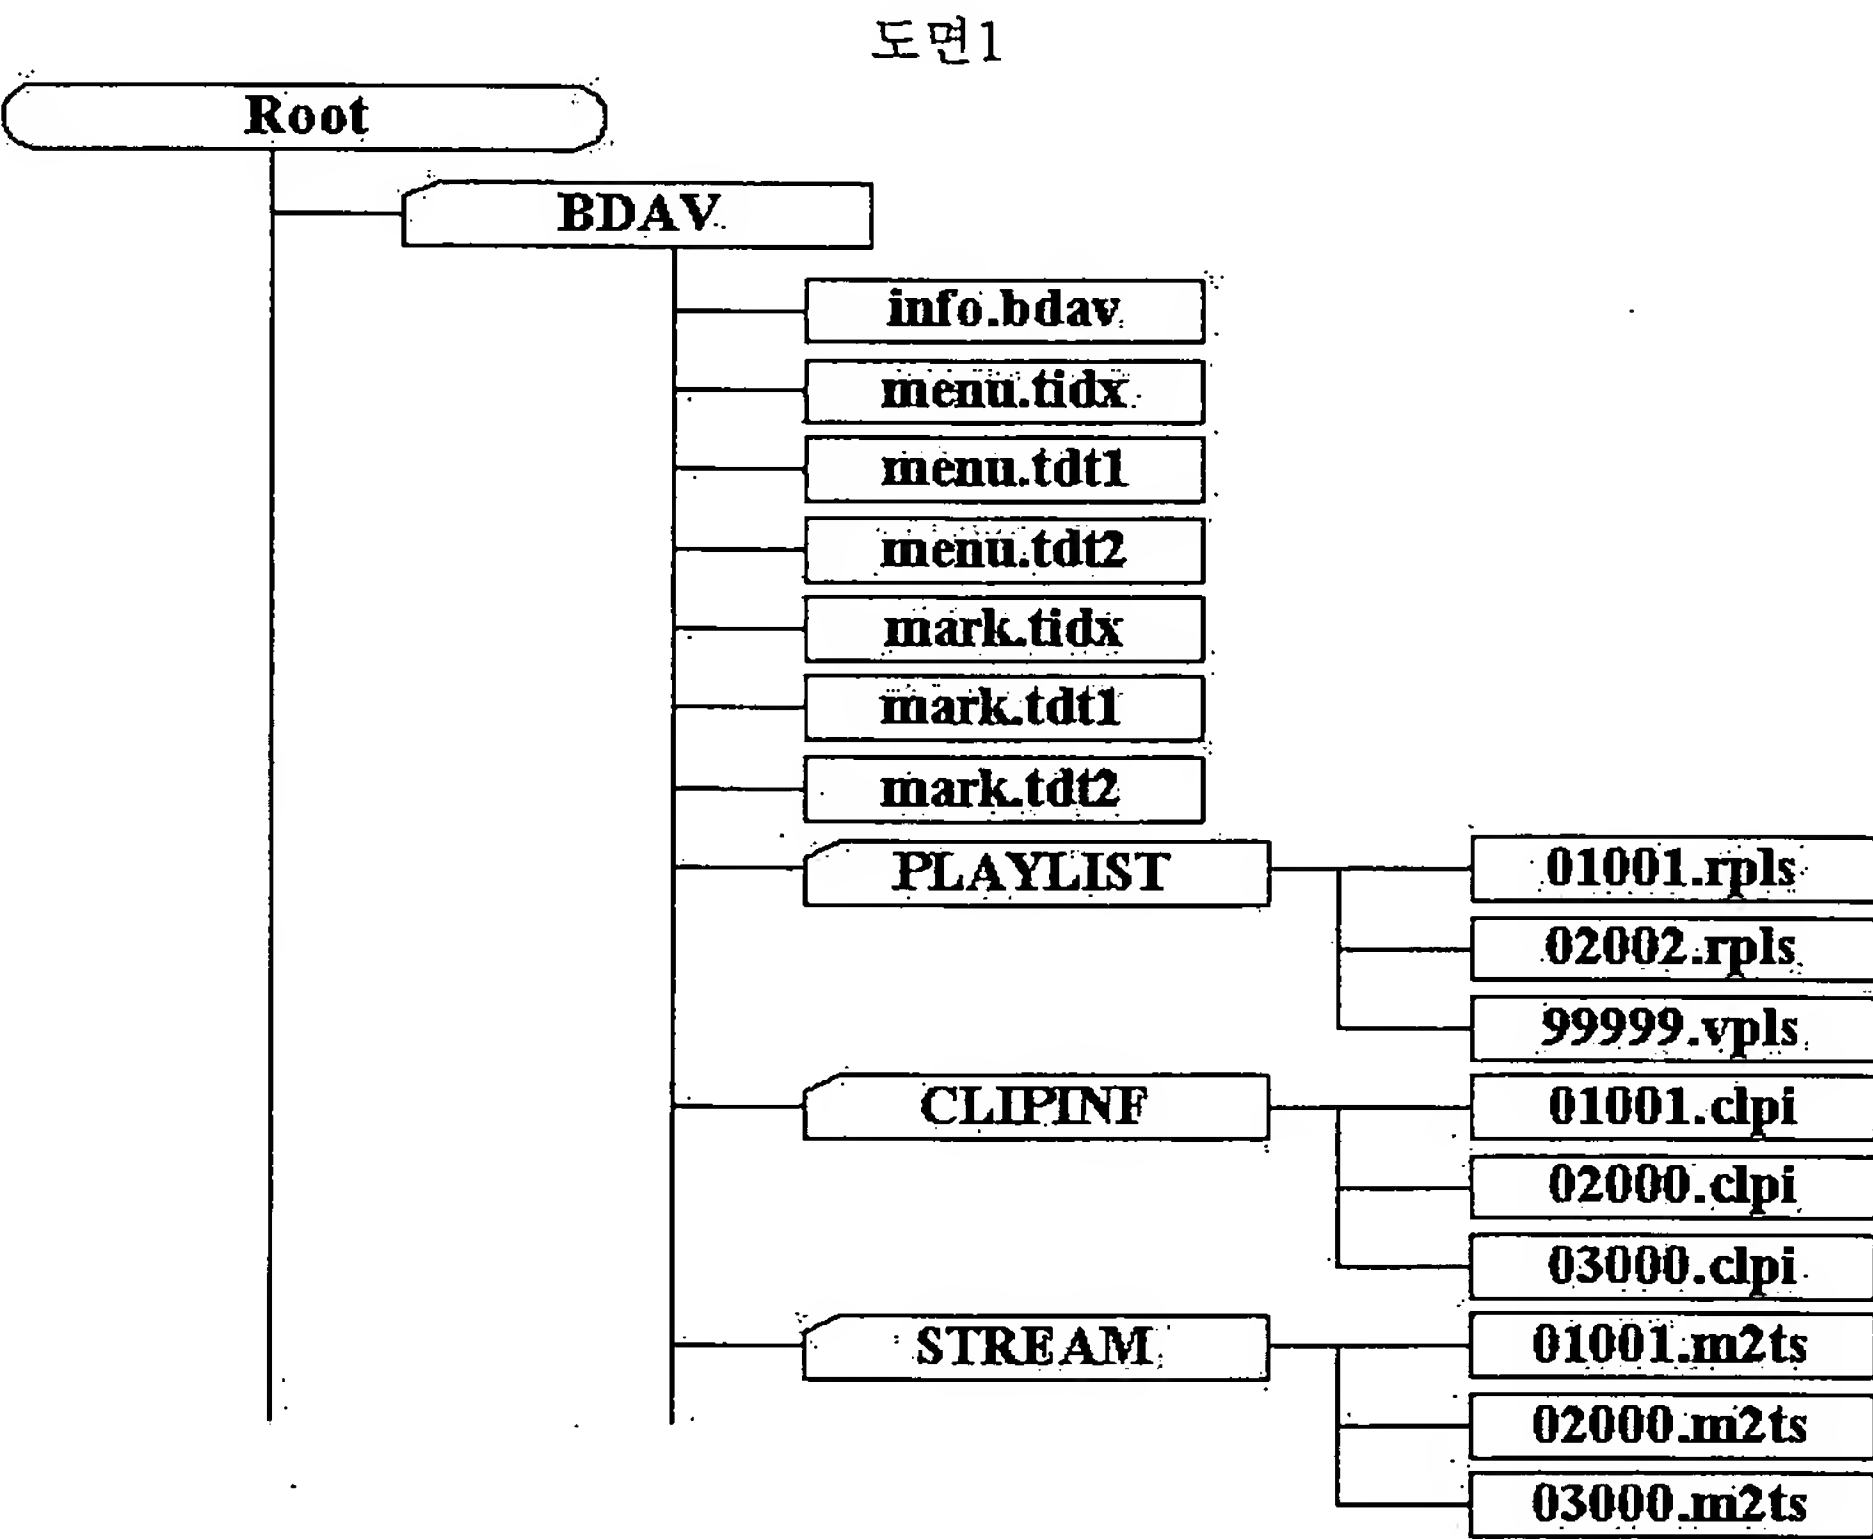 도면1
Root
BDAV
info.bdav
menu.tidx
menu.tdt1
menu.tdt2
mark.tidx
mark.tdt1
mark.tdt2
PLAYLIST
01001.rpls
02002.rpls
99999.vpls
CLIPINF
01001.clpi
02000.clpi
03000.clpi
STREAM
01001.m2ts
02000.m2ts
03000.m2ts